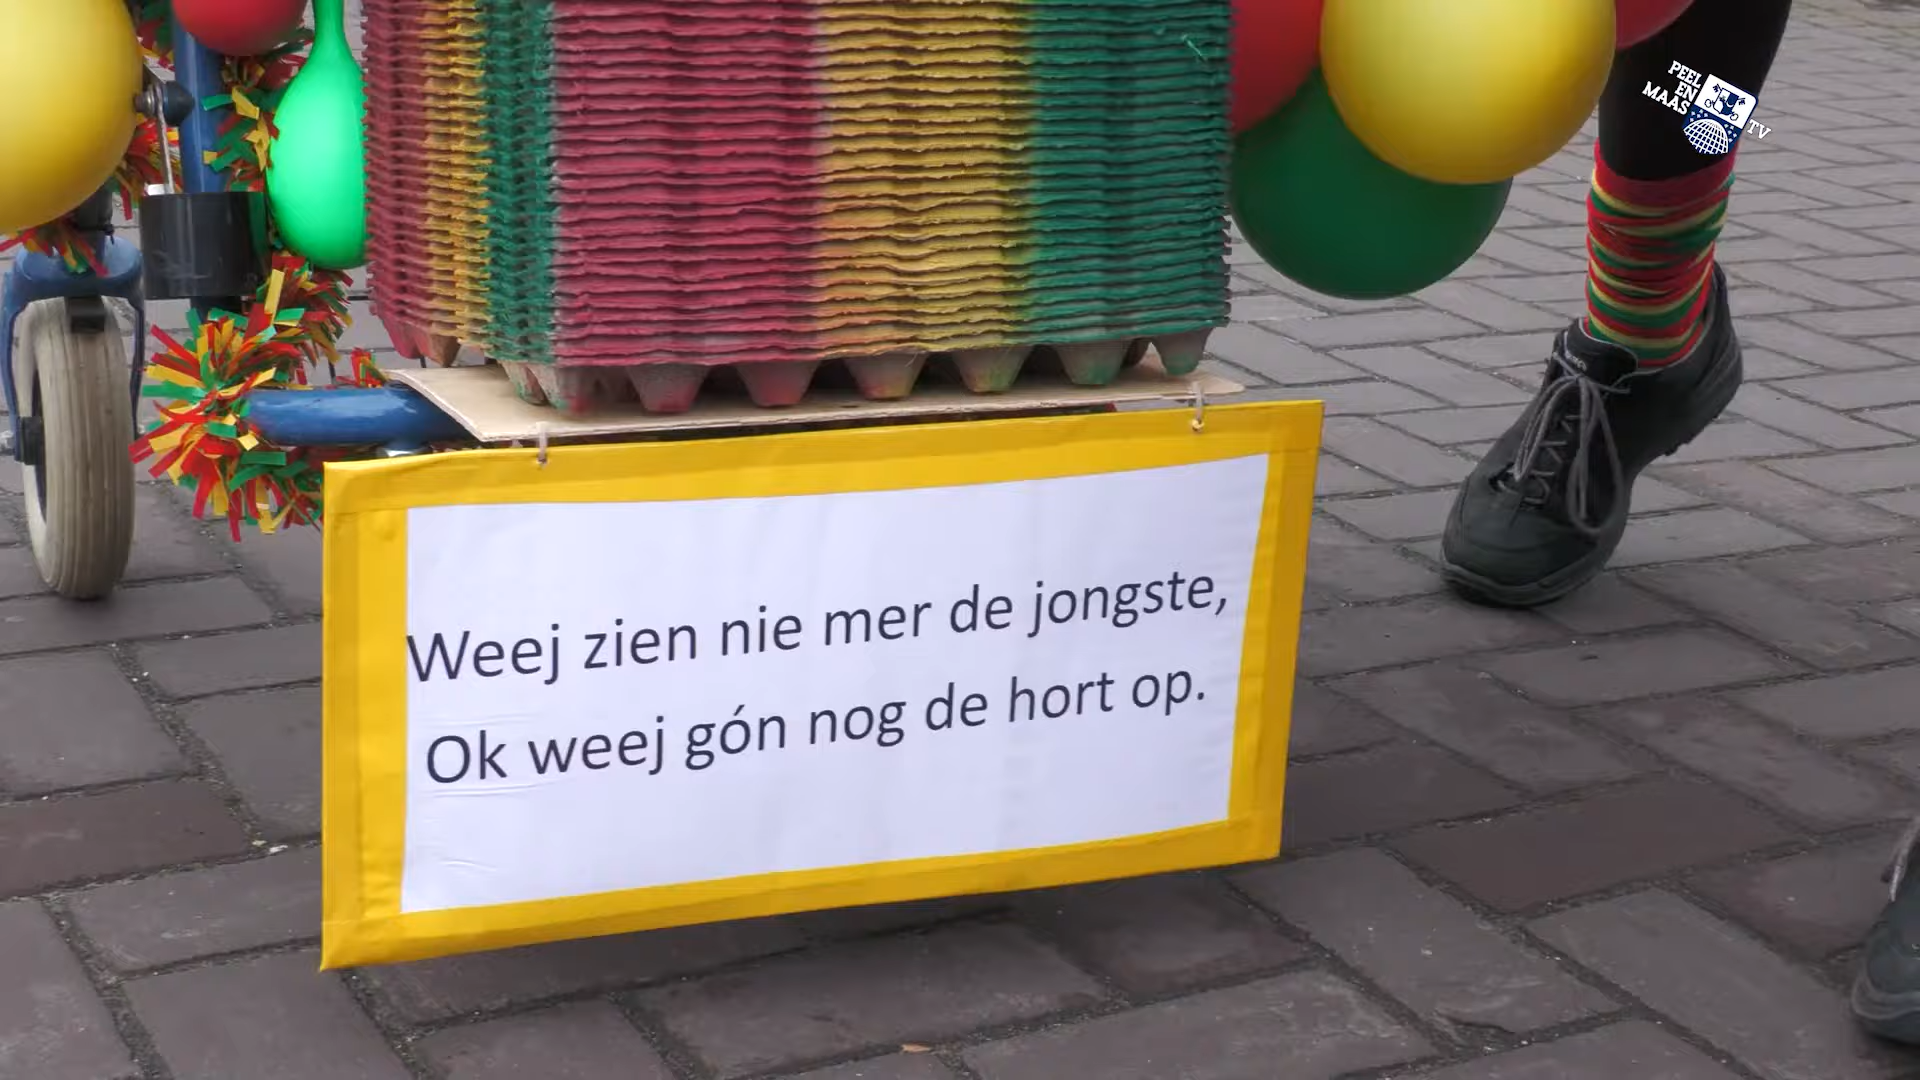 PEEL
EN
MAAS
TV
Weej zien nie mer de jongste,
Ok weej gón nog de hort op.